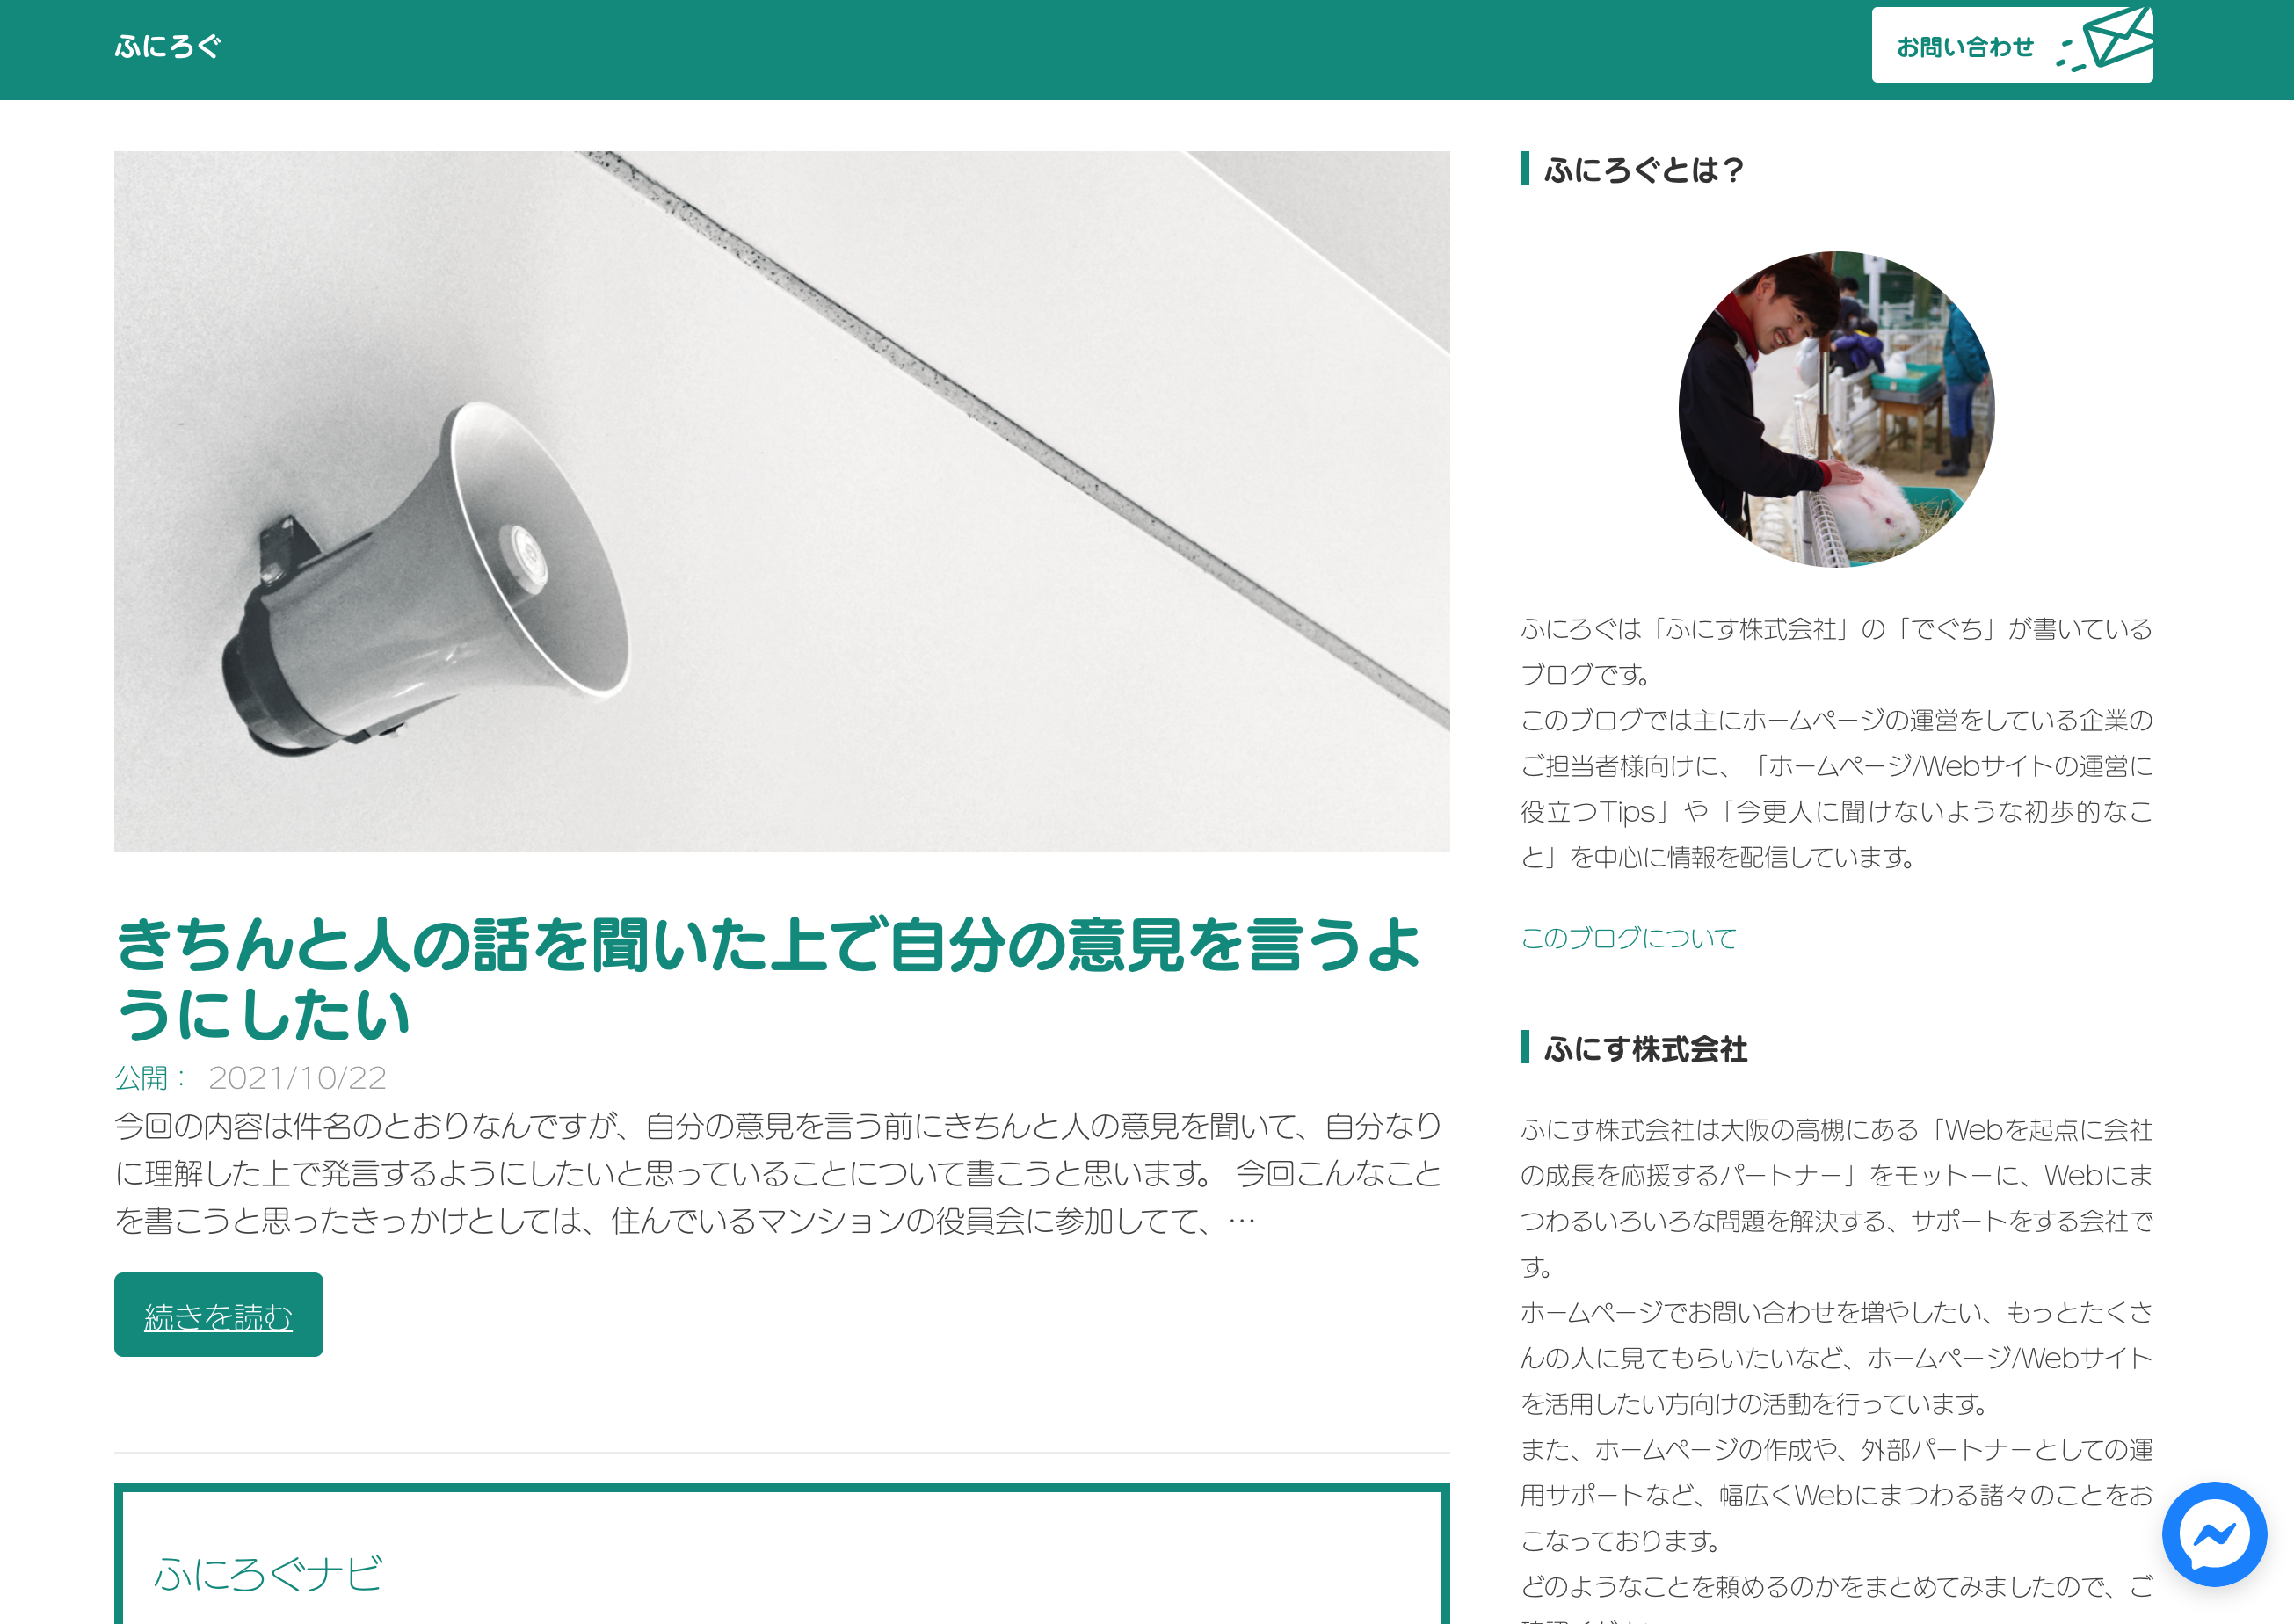 ふにろぐ
お問い合わせ
きちんと人の話を聞いた上で自分の意見を言うよ
うにしたい
公開： 2021/10/22
今回の内容は件名のとおりなんですが、自分の意見を言う前にきちんと人の意見を聞いて、自分なり
に理解した上で発言するようにしたいと思っていることについて書こうと思います。 今回こんなこと
を書こうと思ったきっかけとしては、住んでいるマンションの役員会に参加してて、…
続きを読む
ふにろぐナビ
ふにろぐとは？
ふにろぐは「ふにす株式会社」の「でぐち」が書いている
ブログです。
このブログでは主にホームページの運営をしている企業の
ご担当者様向けに、「ホームページ/Webサイトの運営に
役立つTips」や「今更人に聞けないような初歩的なこ
と」を中心に情報を配信しています。
このブログについて
ふにす株式会社
ふにす株式会社は大阪の高槻にある「Webを起点に会社
の成長を応援するパートナー」をモットーに、Webにま
つわるいろいろな問題を解決する、サポートをする会社で
す。
ホームページでお問い合わせを増やしたい、もっとたくさ
んの人に見てもらいたいなど、ホームページ/Webサイト
を活用したい方向けの活動を行っています。
また、ホームページの作成や、外部パートナーとしての運
用サポートなど、幅広くWebにまつわる諸々のことをお
こなっております。
どのようなことを頼めるのかをまとめてみましたので、ご